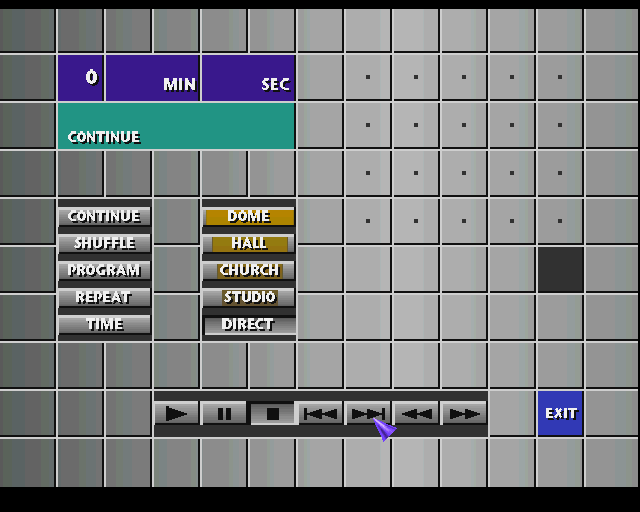 0 MIN SEC
CONTINUE
CONTINUE DOME
SHUFFLE HALL
PROGRAM CHURCH
REPEAT STUDIO
TIME DIRECT
EXIT